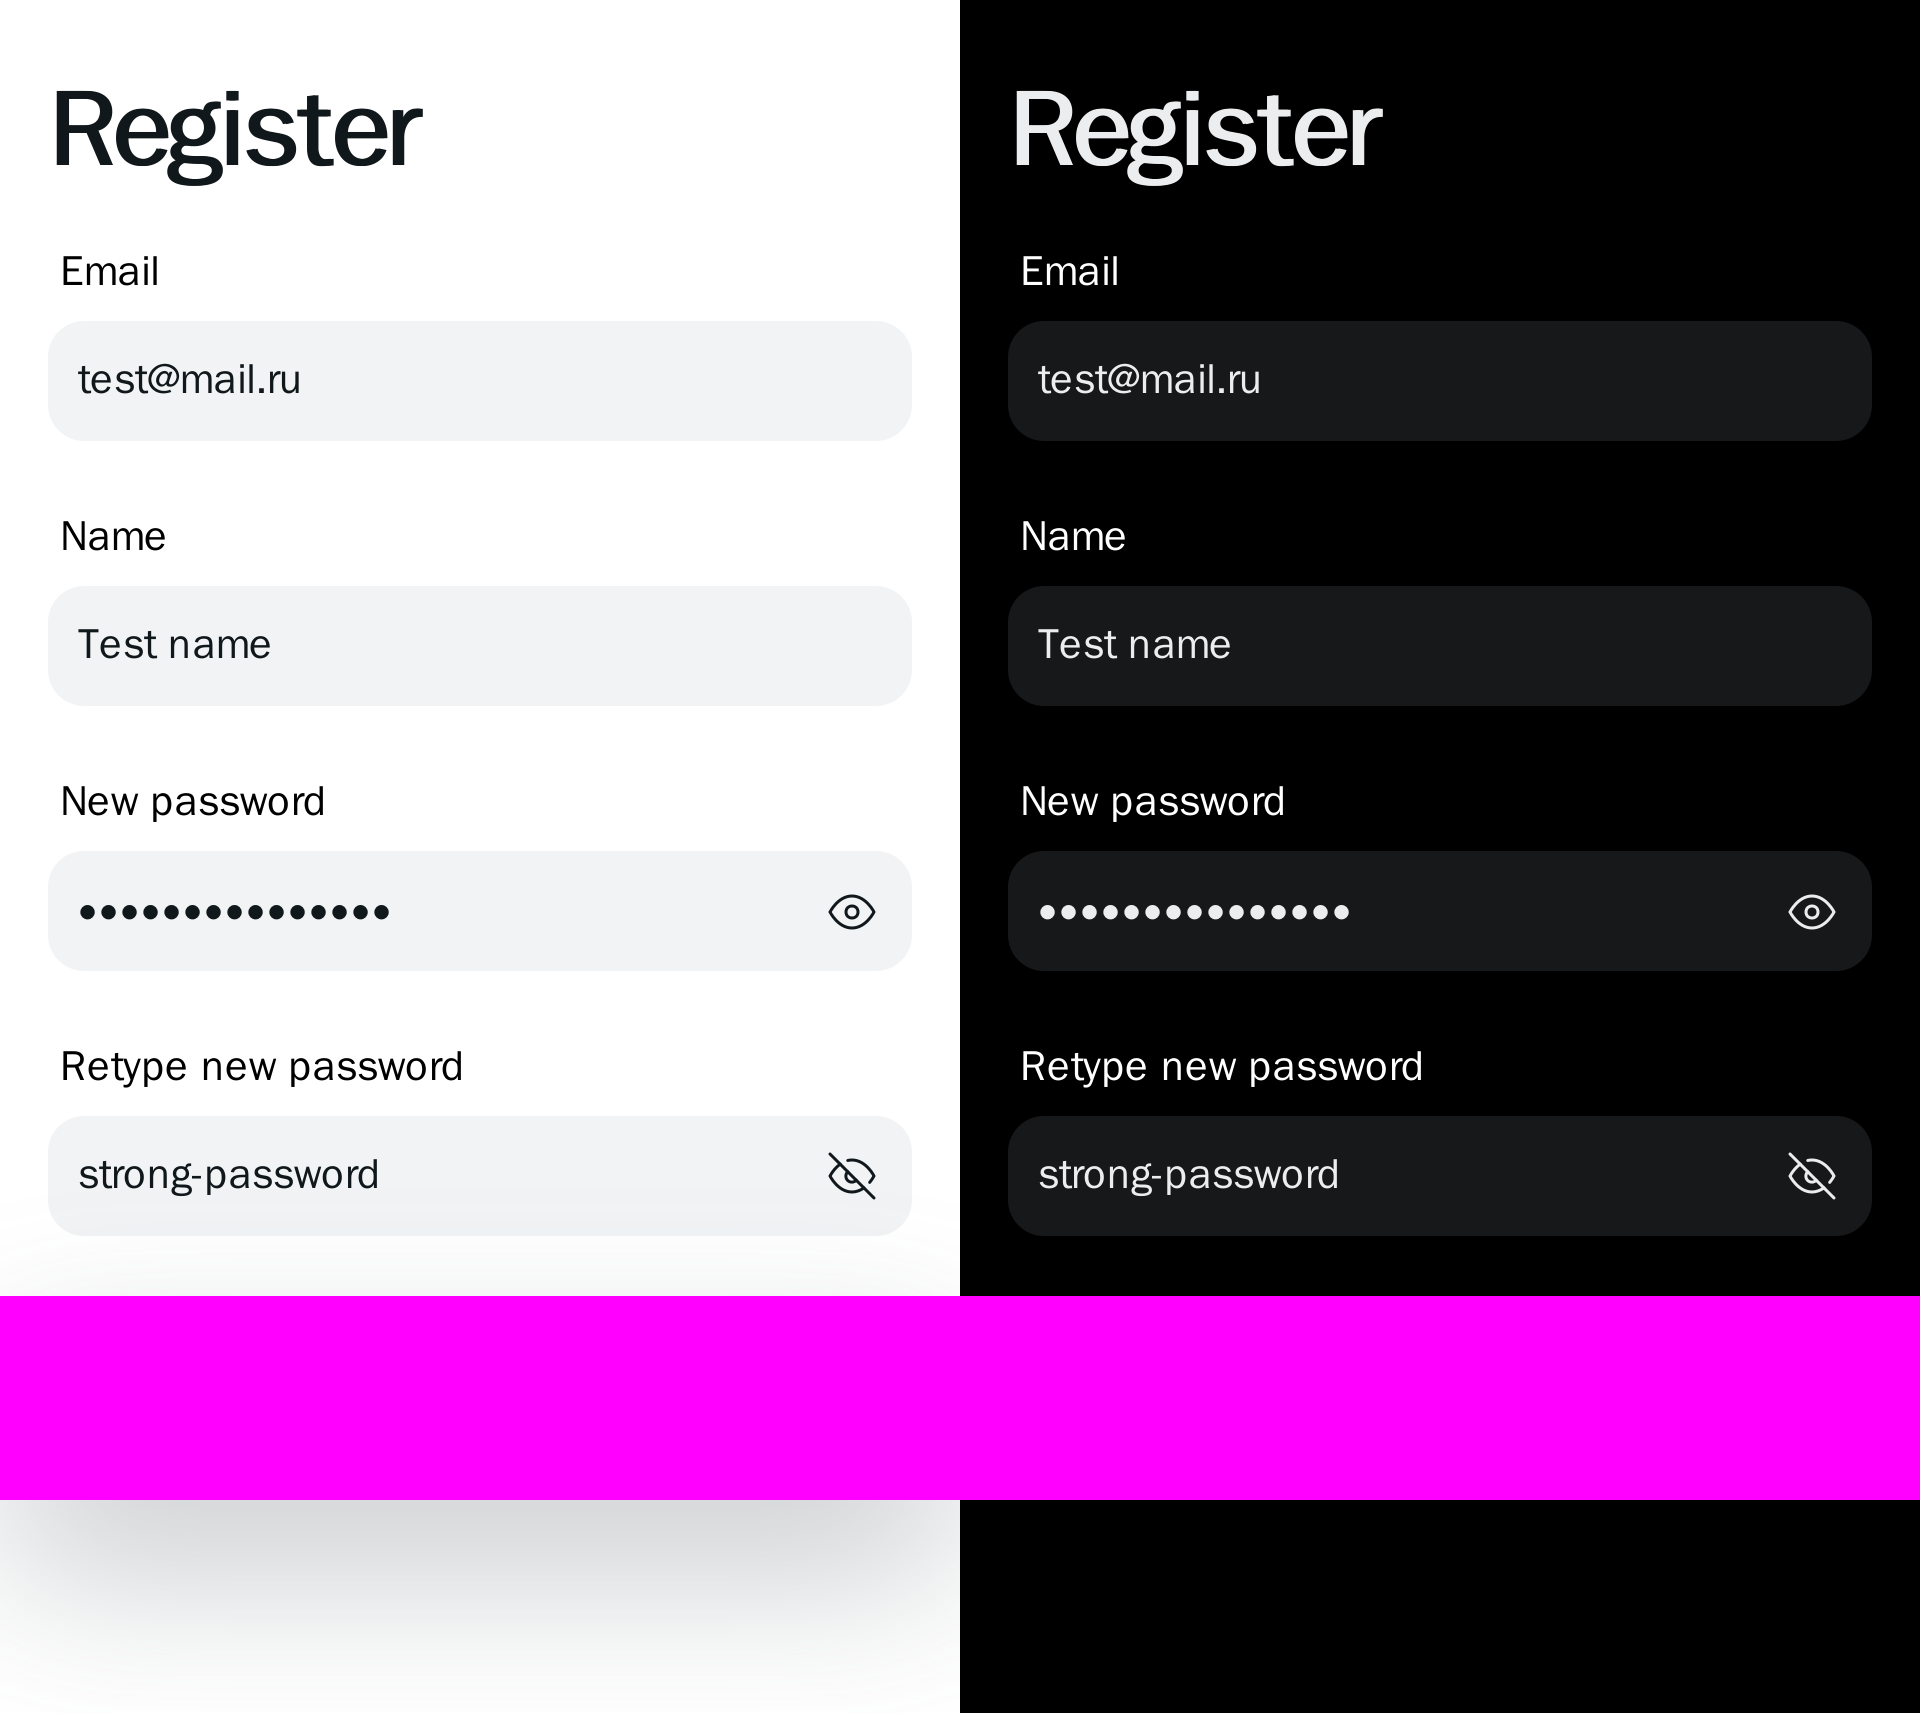 Register
Email
test@mail.ru
Name
Test name
New password
•••••••••••••••
Retype new password
strong-password
Register
Email
test@mail.ru
Name
Test name
New password
•••••••••••••••
Retype new password
strong-password